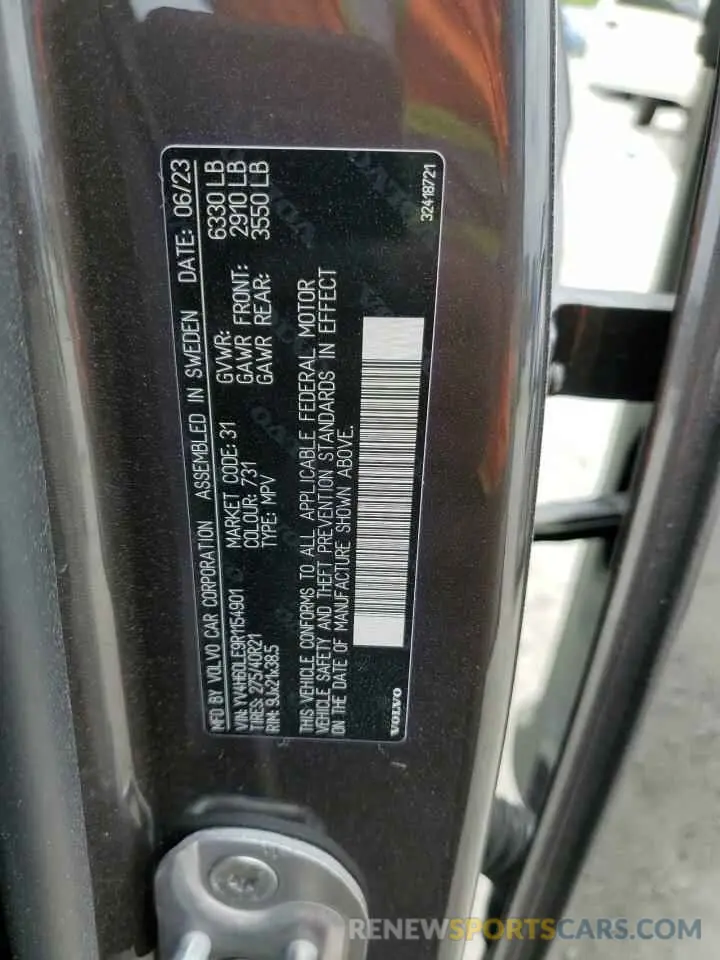 MFD BY VOLVO CAR CORPORATION ASSEMBLED IN SWEDEN DATE: 06/23
VIN: YV4H60LE9R1154901 MARKET CODE: 31 GVWR: 6330 LB
TIRES: 275/40R21 COLOUR: 731 GAWR FRONT: 2910 LB
RIM: 9Jx21x38.5 TYPE: MPV GAWR REAR: 3550 LB
THIS VEHICLE CONFORMS TO ALL APPLICABLE FEDERAL MOTOR
VEHICLE SAFETY AND THEFT PREVENTION STANDARDS IN EFFECT
ON THE DATE OF MANUFACTURE SHOWN ABOVE.
VOLVO 32418721
RENEWSPORTSCARS.COM